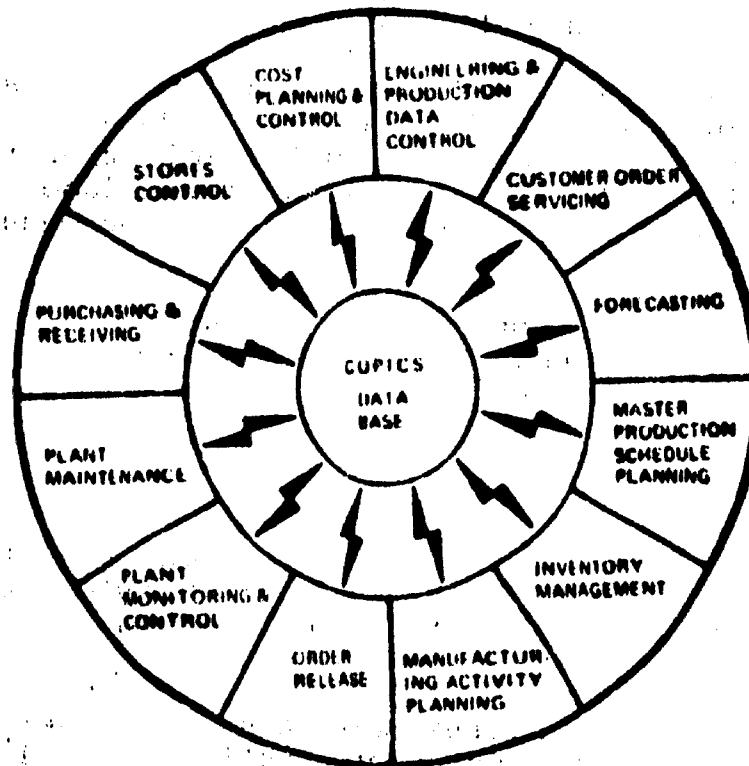 COST
PLANNING &
CONTROL
ENGINEERING &
PRODUCTION
DATA
CONTROL
CUSTOMER ORDER
SERVICING
FORECASTING
MASTER
PRODUCTION
SCHEDULE
PLANNING
INVENTORY
MANAGEMENT
MANUFACTUR-
ING ACTIVITY
PLANNING
ORDER
RELEASE
PLANT
MONITORING &
CONTROL
PLANT
MAINTENANCE
PURCHASING &
RECEIVING
STORES
CONTROL
COPICS
DATA
BASE